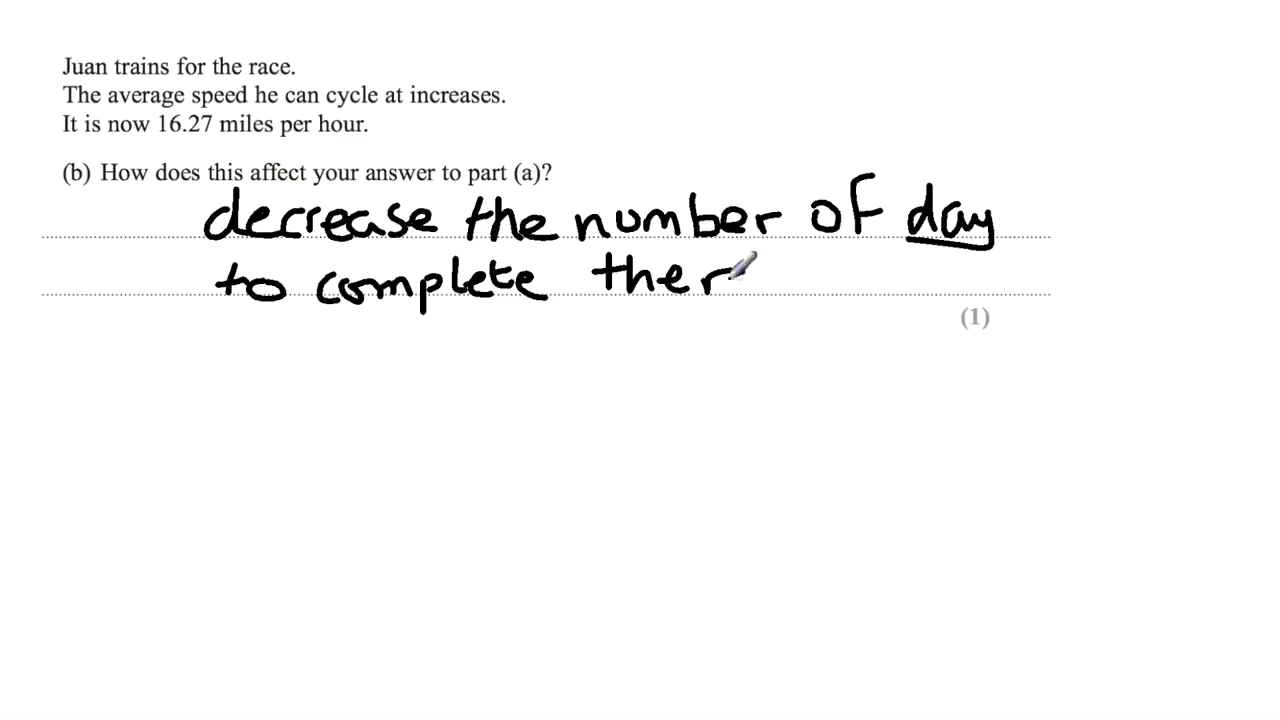 Juan trains for the race.
The average speed he can cycle at increases.
It is now 16.27 miles per hour.
(b) How does this affect your answer to part (a)?
decrease the number of day
to complete the r
(1)